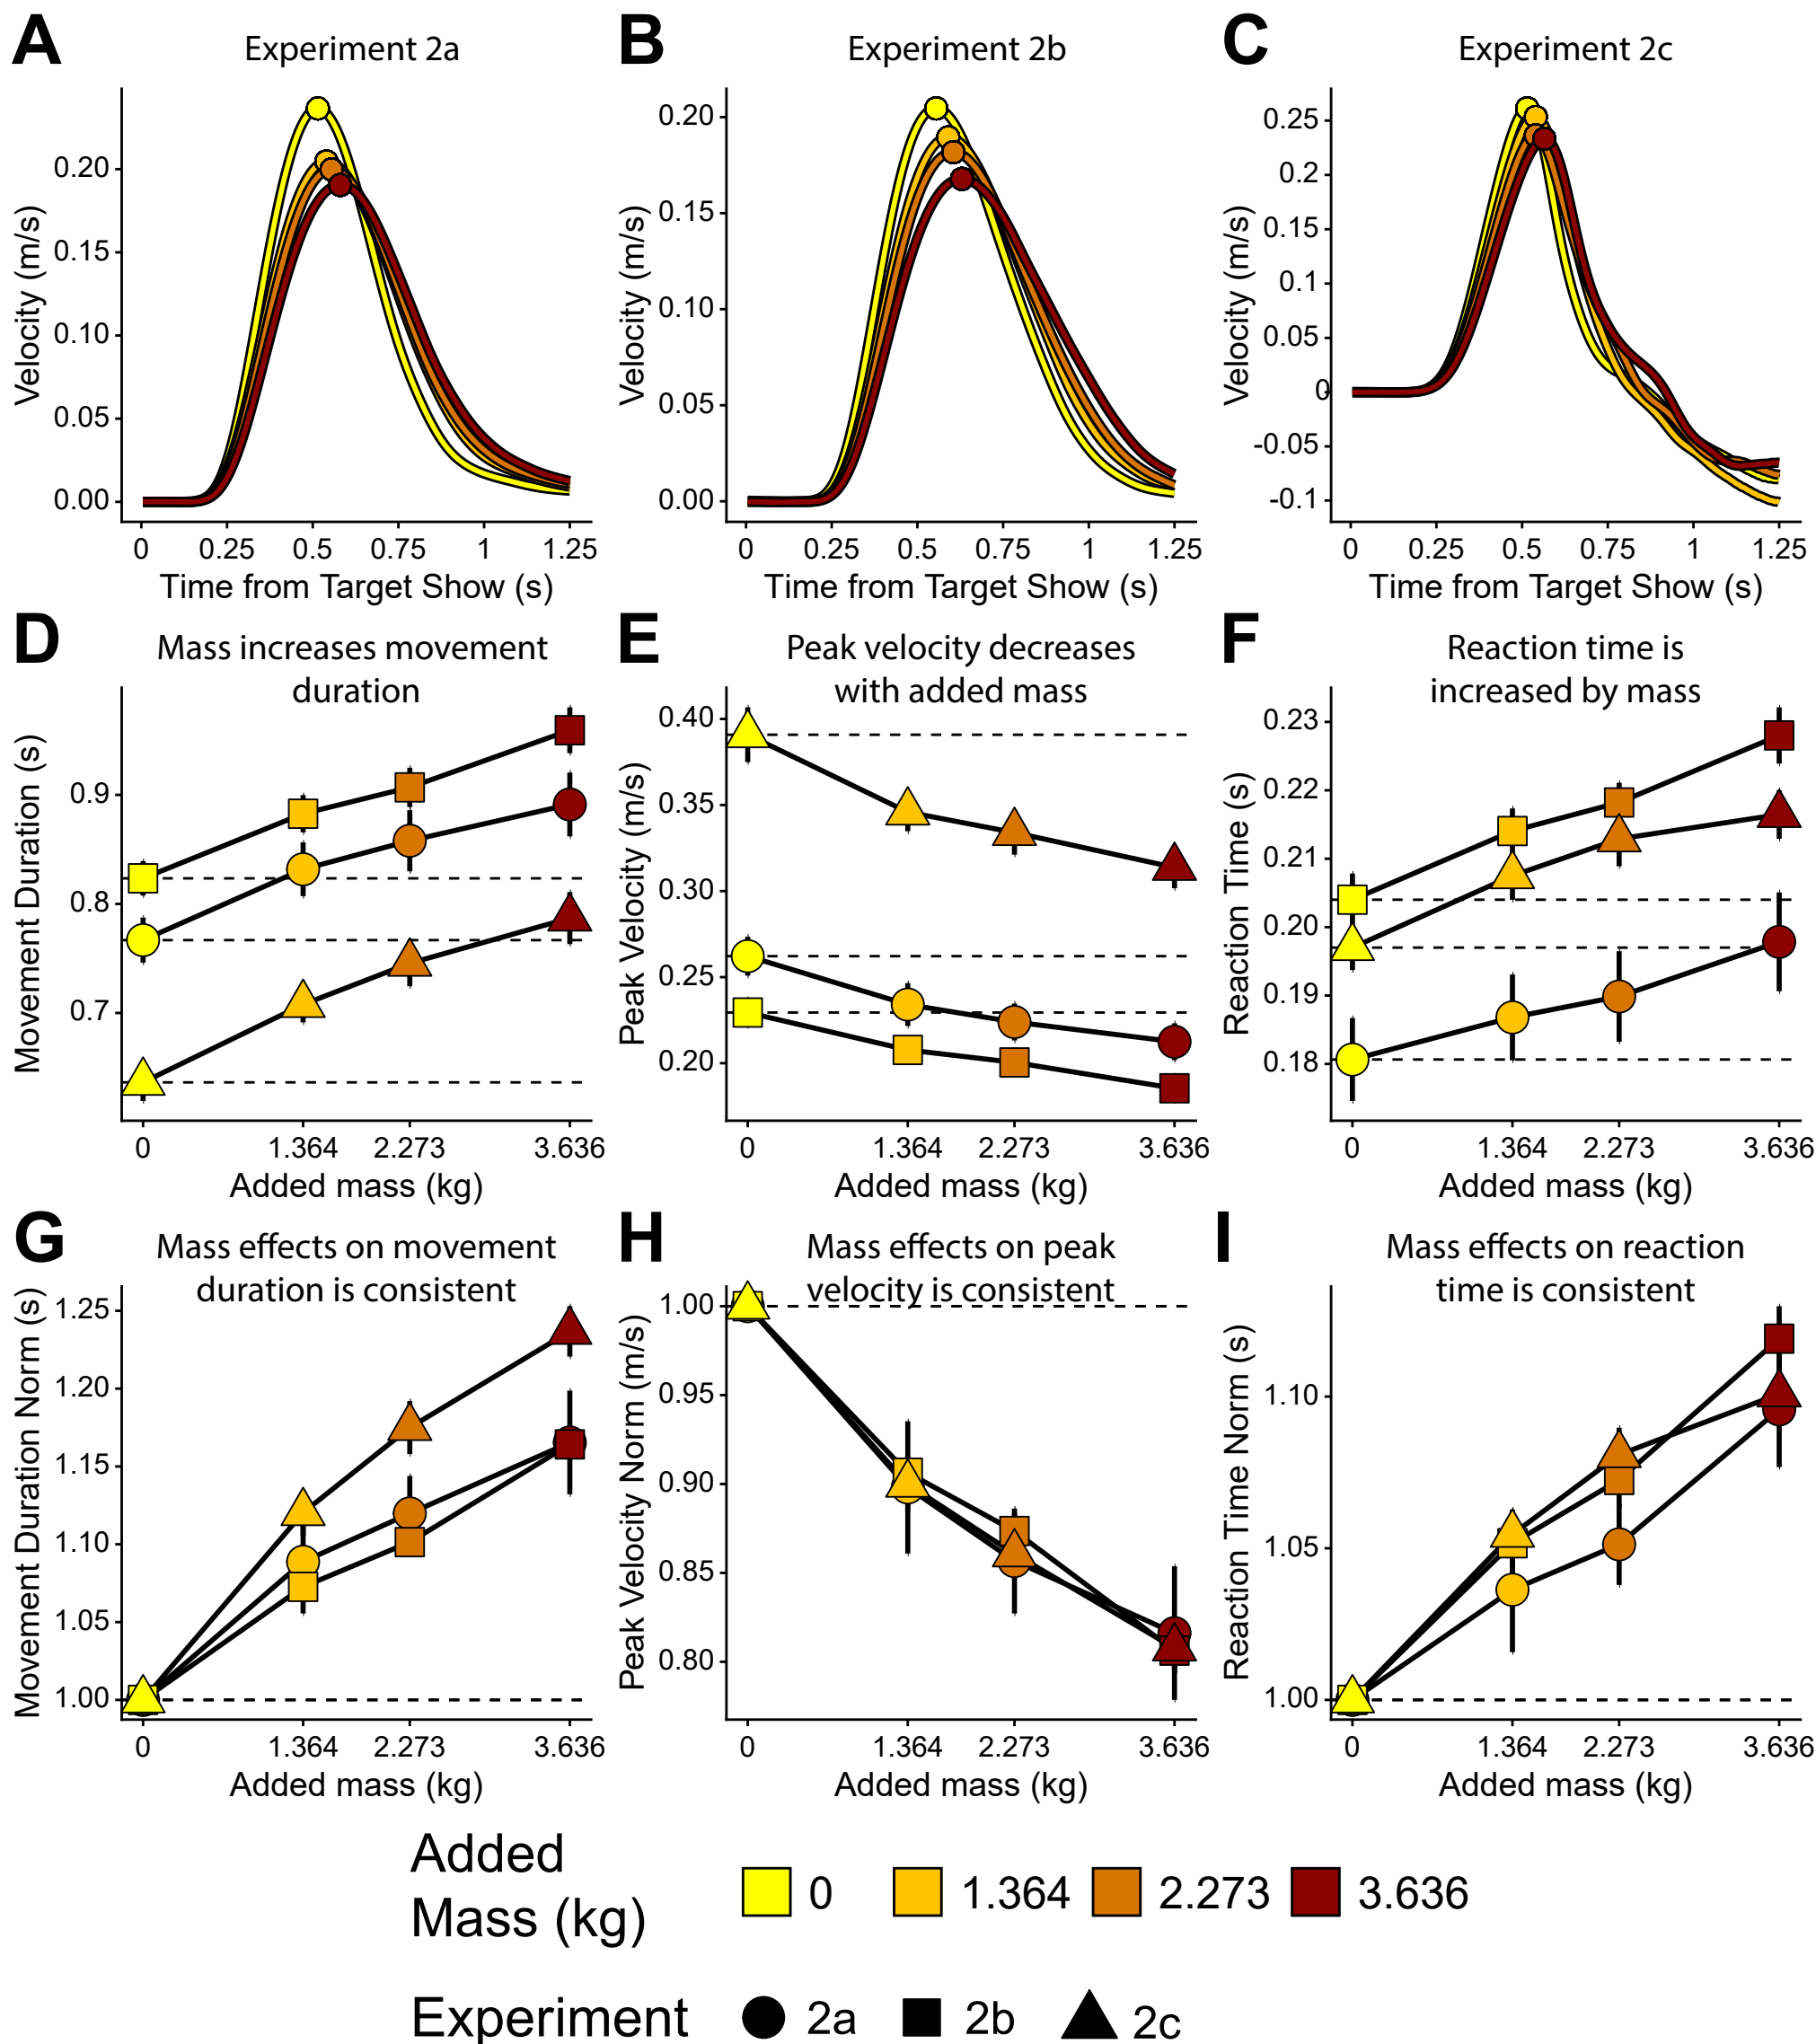 A
Experiment 2a
Velocity (m/s)
0.20
0.15
0.10
0.05
0.00
0 0.25 0.5 0.75 1 1.25
Time from Target Show (s)
B
Experiment 2b
Velocity (m/s)
0.20
0.15
0.10
0.05
0.00
0 0.25 0.5 0.75 1 1.25
Time from Target Show (s)
C
Experiment 2c
Velocity (m/s)
0.25
0.2
0.15
0.1
0.05
0
-0.05
-0.1
0 0.25 0.5 0.75 1 1.25
Time from Target Show (s)
D
Mass increases movement
duration
Movement Duration (s)
0.9
0.8
0.7
0 1.364 2.273 3.636
Added mass (kg)
E
Peak velocity decreases
with added mass
Peak Velocity (m/s)
0.40
0.35
0.30
0.25
0.20
0 1.364 2.273 3.636
Added mass (kg)
F
Reaction time is
increased by mass
Reaction Time (s)
0.23
0.22
0.21
0.20
0.19
0.18
0 1.364 2.273 3.636
Added mass (kg)
G
Mass effects on movement
duration is consistent
Movement Duration Norm (s)
1.25
1.20
1.15
1.10
1.05
1.00
0 1.364 2.273 3.636
Added mass (kg)
H
Mass effects on peak
velocity is consistent
Peak Velocity Norm (m/s)
1.00
0.95
0.90
0.85
0.80
0 1.364 2.273 3.636
Added mass (kg)
I
Mass effects on reaction
time is consistent
Reaction Time Norm (s)
1.10
1.05
1.00
0 1.364 2.273 3.636
Added mass (kg)
Added
Mass (kg)
0 1.364 2.273 3.636
Experiment 2a 2b 2c